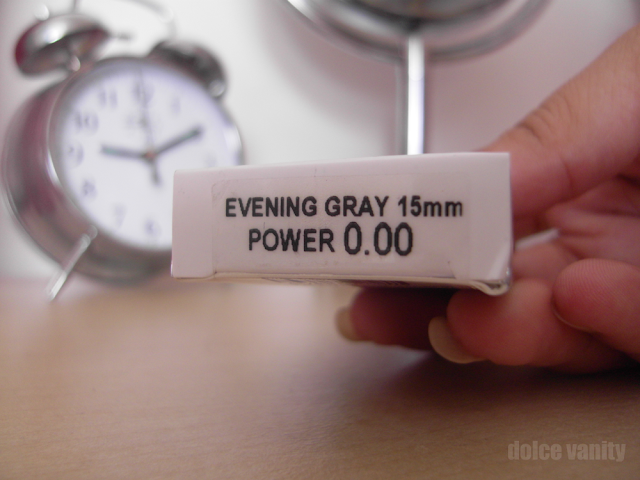 EVENING GRAY 15mm
POWER 0.00
dolce vanity